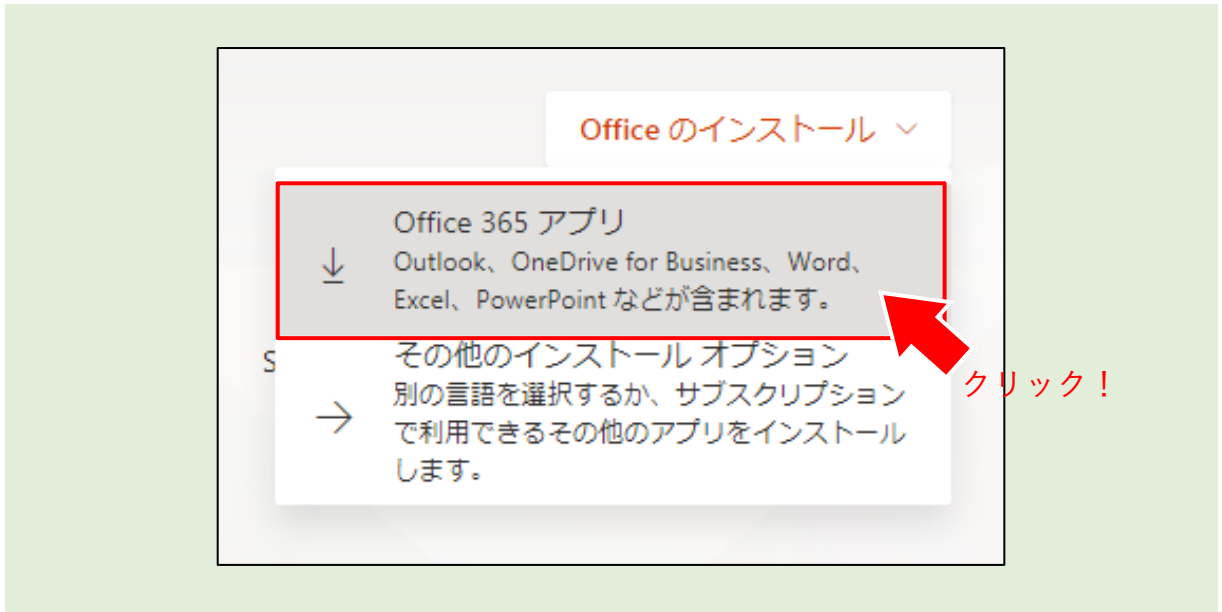 Office のインストール
Office 365 アプリ
Outlook、OneDrive for Business、Word、
Excel、PowerPoint などが含まれます。
S
その他のインストール オプション
別の言語を選択するか、サブスクリプション
で利用できるその他のアプリをインストール
します。
クリック！